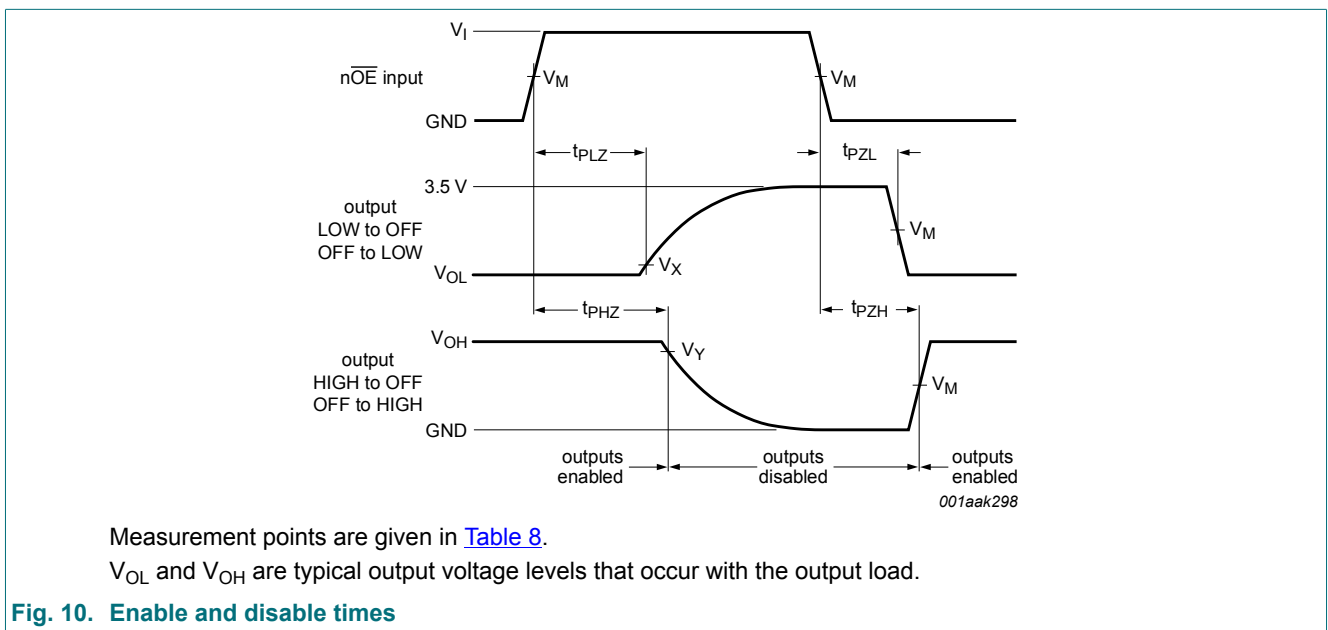 VI
nOE input
VM
VM
GND
tPLZ
tPZL
3.5 V
output
LOW to OFF
OFF to LOW
VM
VX
VOL
tPHZ
tPZH
VOH
VY
output
HIGH to OFF
OFF to HIGH
VM
GND
outputs
enabled
outputs
disabled
outputs
enabled
001aak298
Measurement points are given in Table 8.
VOL and VOH are typical output voltage levels that occur with the output load.
Fig. 10. Enable and disable times